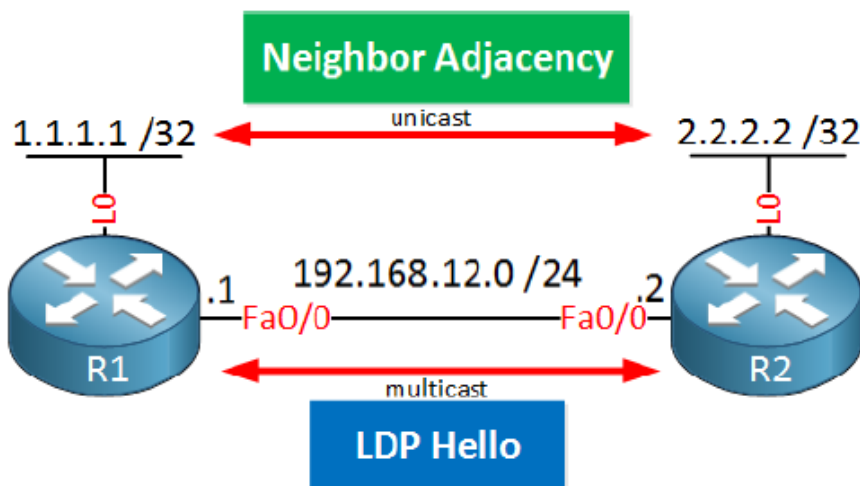 Neighbor Adjacency
unicast
1.1.1.1 /32
2.2.2.2 /32
L0
L0
192.168.12.0 /24
.1
.2
Fa0/0
Fa0/0
R1
R2
multicast
LDP Hello